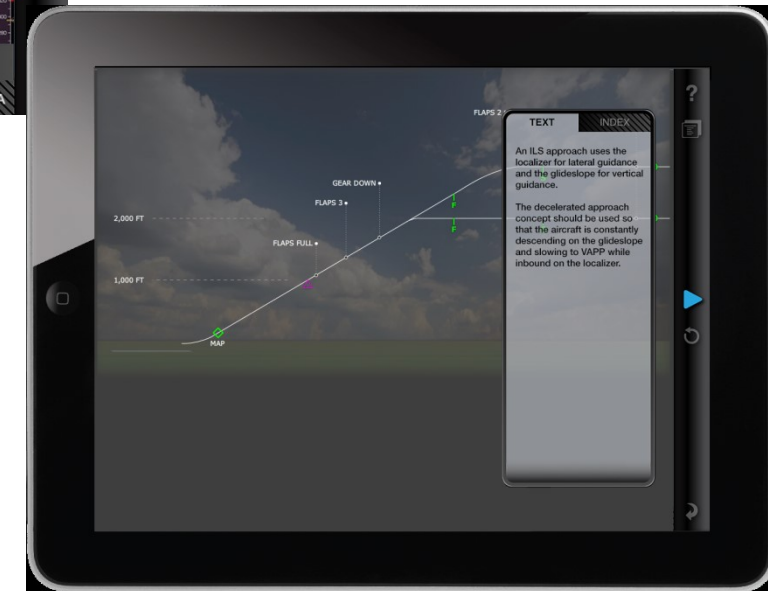 FLAPS 2
TEXT
INDEX
An ILS approach uses the
localizer for lateral guidance
and the glideslope for vertical
guidance.
The decelerated approach
concept should be used so
that the aircraft is constantly
descending on the glideslope
and slowing to VAPP while
inbound on the localizer.
GEAR DOWN
FLAPS 3
F
2,000 FT
F
FLAPS FULL
1,000 FT
MAP
?
A